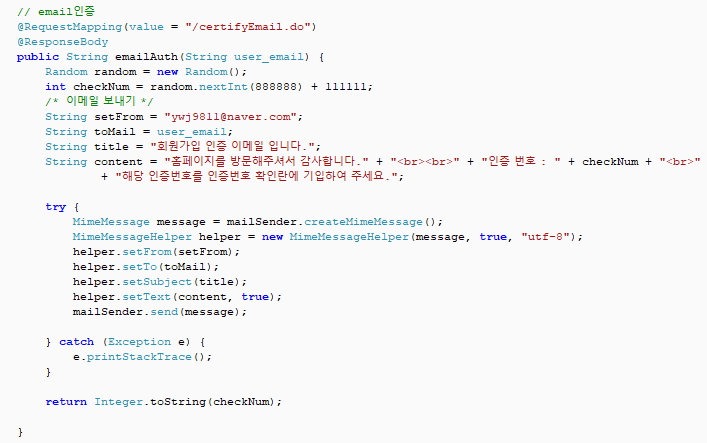 // email인증
@RequestMapping(value = "/certifyEmail.do")
@ResponseBody
public String emailAuth(String user_email) {
Random random = new Random();
int checkNum = random.nextInt(888888) + 111111;
/* 이메일 보내기 */
String setFrom = "ywj9811@naver.com";
String toMail = user_email;
String title = "회원가입 인증 이메일 입니다.";
String content = "홈페이지를 방문해주셔서 감사합니다." + "<br><br>" + "인증 번호 : " + checkNum + "<br>"
+ "해당 인증번호를 인증번호 확인란에 기입하여 주세요.";
try {
MimeMessage message = mailSender.createMimeMessage();
MimeMessageHelper helper = new MimeMessageHelper(message, true, "utf-8");
helper.setFrom(setFrom);
helper.setTo(toMail);
helper.setSubject(title);
helper.setText(content, true);
mailSender.send(message);
} catch (Exception e) {
e.printStackTrace();
}
return Integer.toString(checkNum);
}